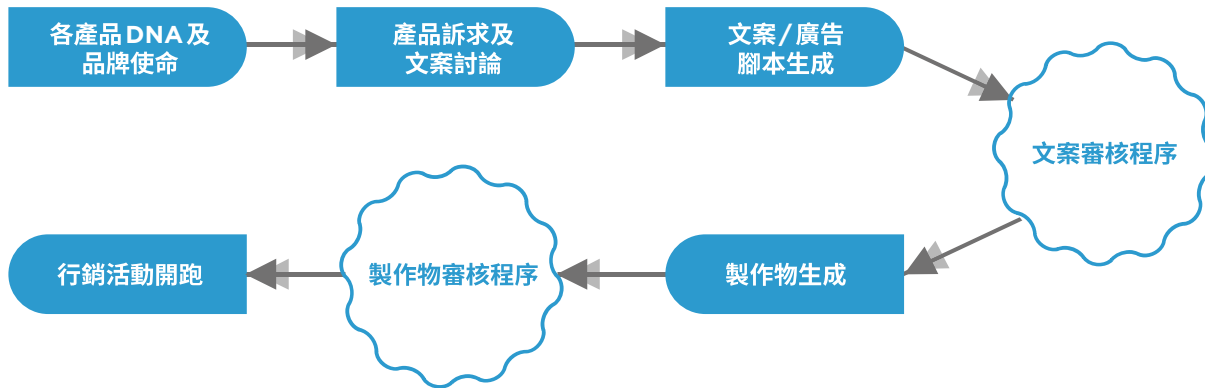 各產品DNA及
品牌使命
產品訴求及
文案討論
文案/廣告
腳本生成
文案審核程序
製作物生成
製作物審核程序
行銷活動開跑